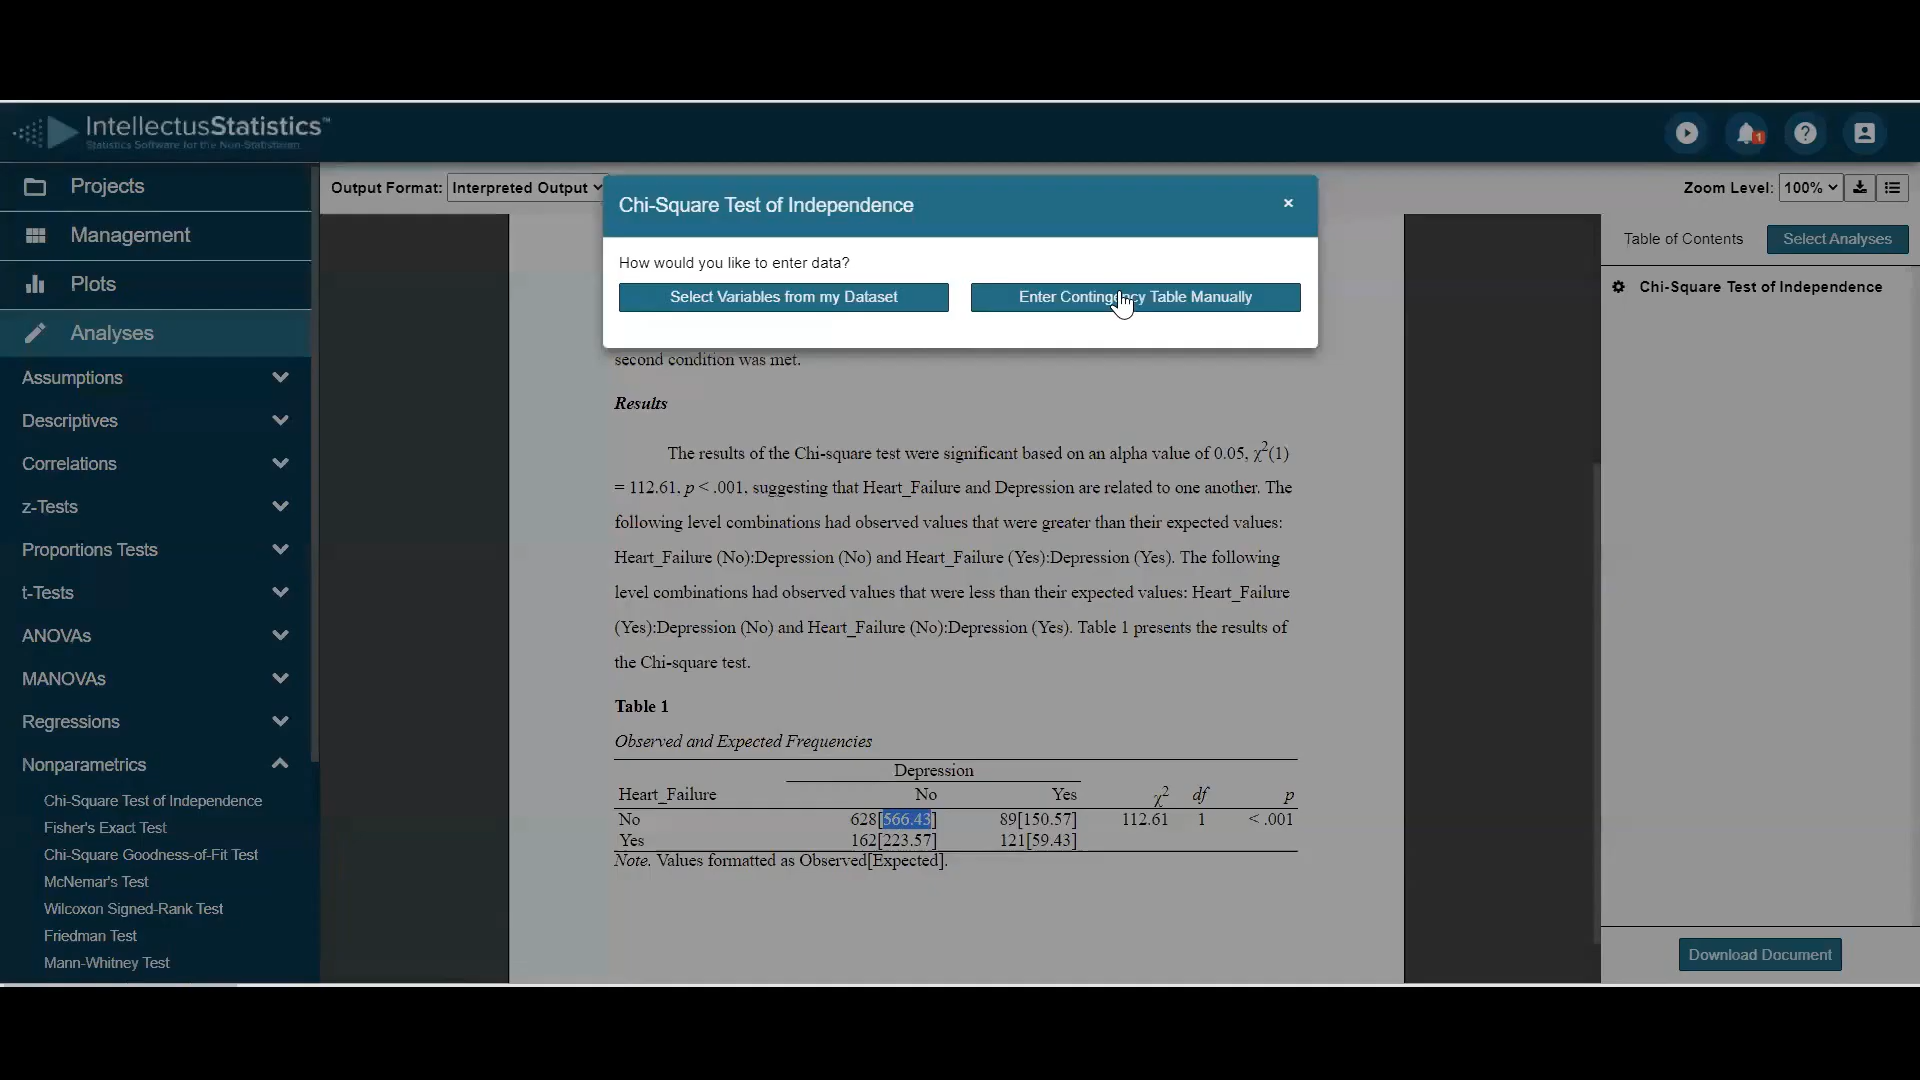 IntellectusStatistics™
Statistics Software for the Non-Statistician
1
?
Projects
Management
Plots
Analyses
Assumptions
Descriptives
Correlations
z-Tests
Proportions Tests
t-Tests
ANOVAs
MANOVAs
Regressions
Nonparametrics
Chi-Square Test of Independence
Fisher's Exact Test
Chi-Square Goodness-of-Fit Test
McNemar's Test
Wilcoxon Signed-Rank Test
Friedman Test
Mann-Whitney Test
Output Format: Interpreted Output
Zoom Level: 100%
Chi-Square Test of Independence
×
How would you like to enter data?
Select Variables from my Dataset
Enter Contingency Table Manually
second condition was met.
Results
The results of the Chi-square test were significant based on an alpha value of 0.05, χ²(1)
= 112.61, p < .001, suggesting that Heart_Failure and Depression are related to one another. The
following level combinations had observed values that were greater than their expected values:
Heart_Failure (No):Depression (No) and Heart_Failure (Yes):Depression (Yes). The following
level combinations had observed values that were less than their expected values: Heart_Failure
(Yes):Depression (No) and Heart_Failure (No):Depression (Yes). Table 1 presents the results of
the Chi-square test.
Table 1
Observed and Expected Frequencies
Depression
Heart_Failure No Yes χ² df p
No 628[566.43] 89[150.57] 112.61 1 < .001
Yes 162[223.57] 121[59.43]
Note. Values formatted as Observed[Expected].
Table of Contents
Select Analyses
Chi-Square Test of Independence
Download Document